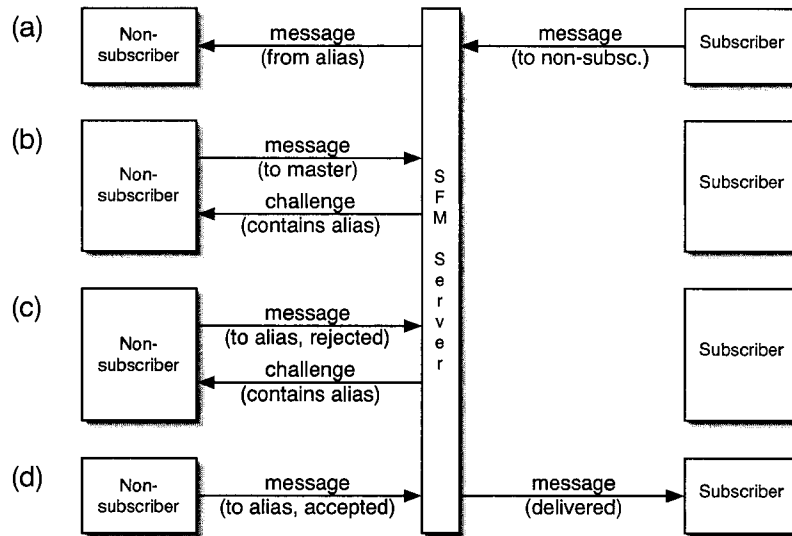 (a)
Non-
subscriber
message
(from alias)
message
(to non-subsc.)
Subscriber
(b)
Non-
subscriber
message
(to master)
challenge
(contains alias)
Subscriber
SFM Server
(c)
Non-
subscriber
message
(to alias, rejected)
challenge
(contains alias)
Subscriber
(d)
Non-
subscriber
message
(to alias, accepted)
message
(delivered)
Subscriber